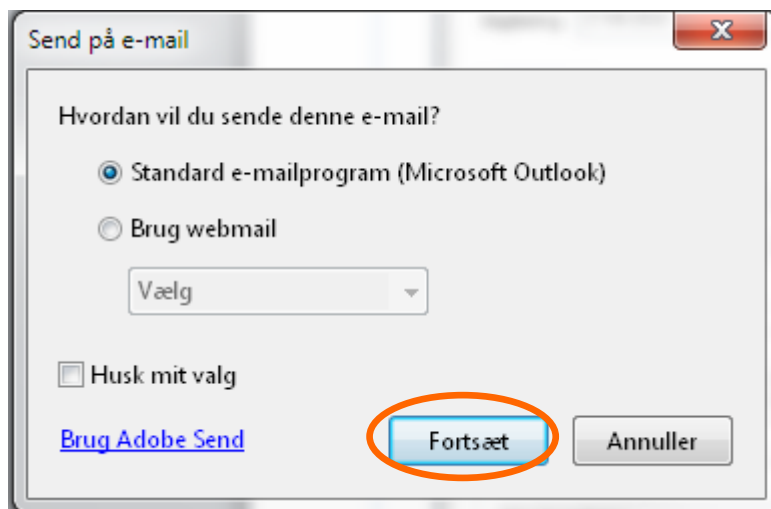 Send på e-mail
Hvordan vil du sende denne e-mail?
Standard e-mailprogram (Microsoft Outlook)
Brug webmail
Vælg
Husk mit valg
Brug Adobe Send
Fortsæt
Annuller